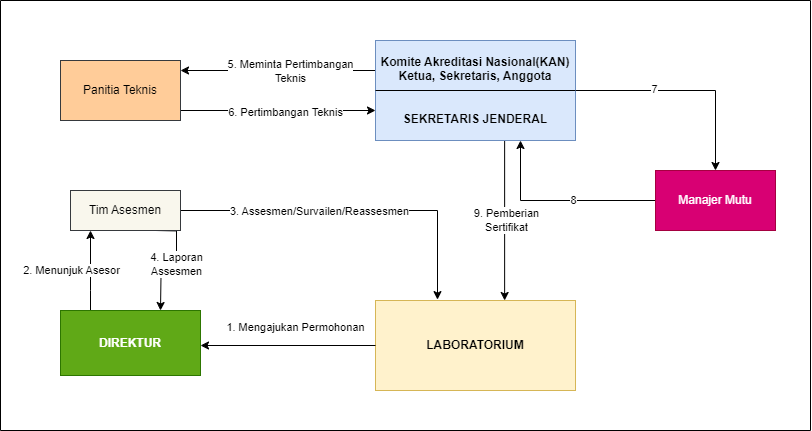 5. Meminta Pertimbangan
Teknis
Komite Akreditasi Nasional(KAN)
Ketua, Sekretaris, Anggota
Panitia Teknis
7
6. Pertimbangan Teknis
SEKRETARIS JENDERAL
Tim Asesmen
3. Assesmen/Survailen/Reassesmen
9. Pemberian
Sertifikat
8
Manajer Mutu
2. Menunjuk Asesor
4. Laporan
Assesmen
DIREKTUR
1. Mengajukan Permohonan
LABORATORIUM